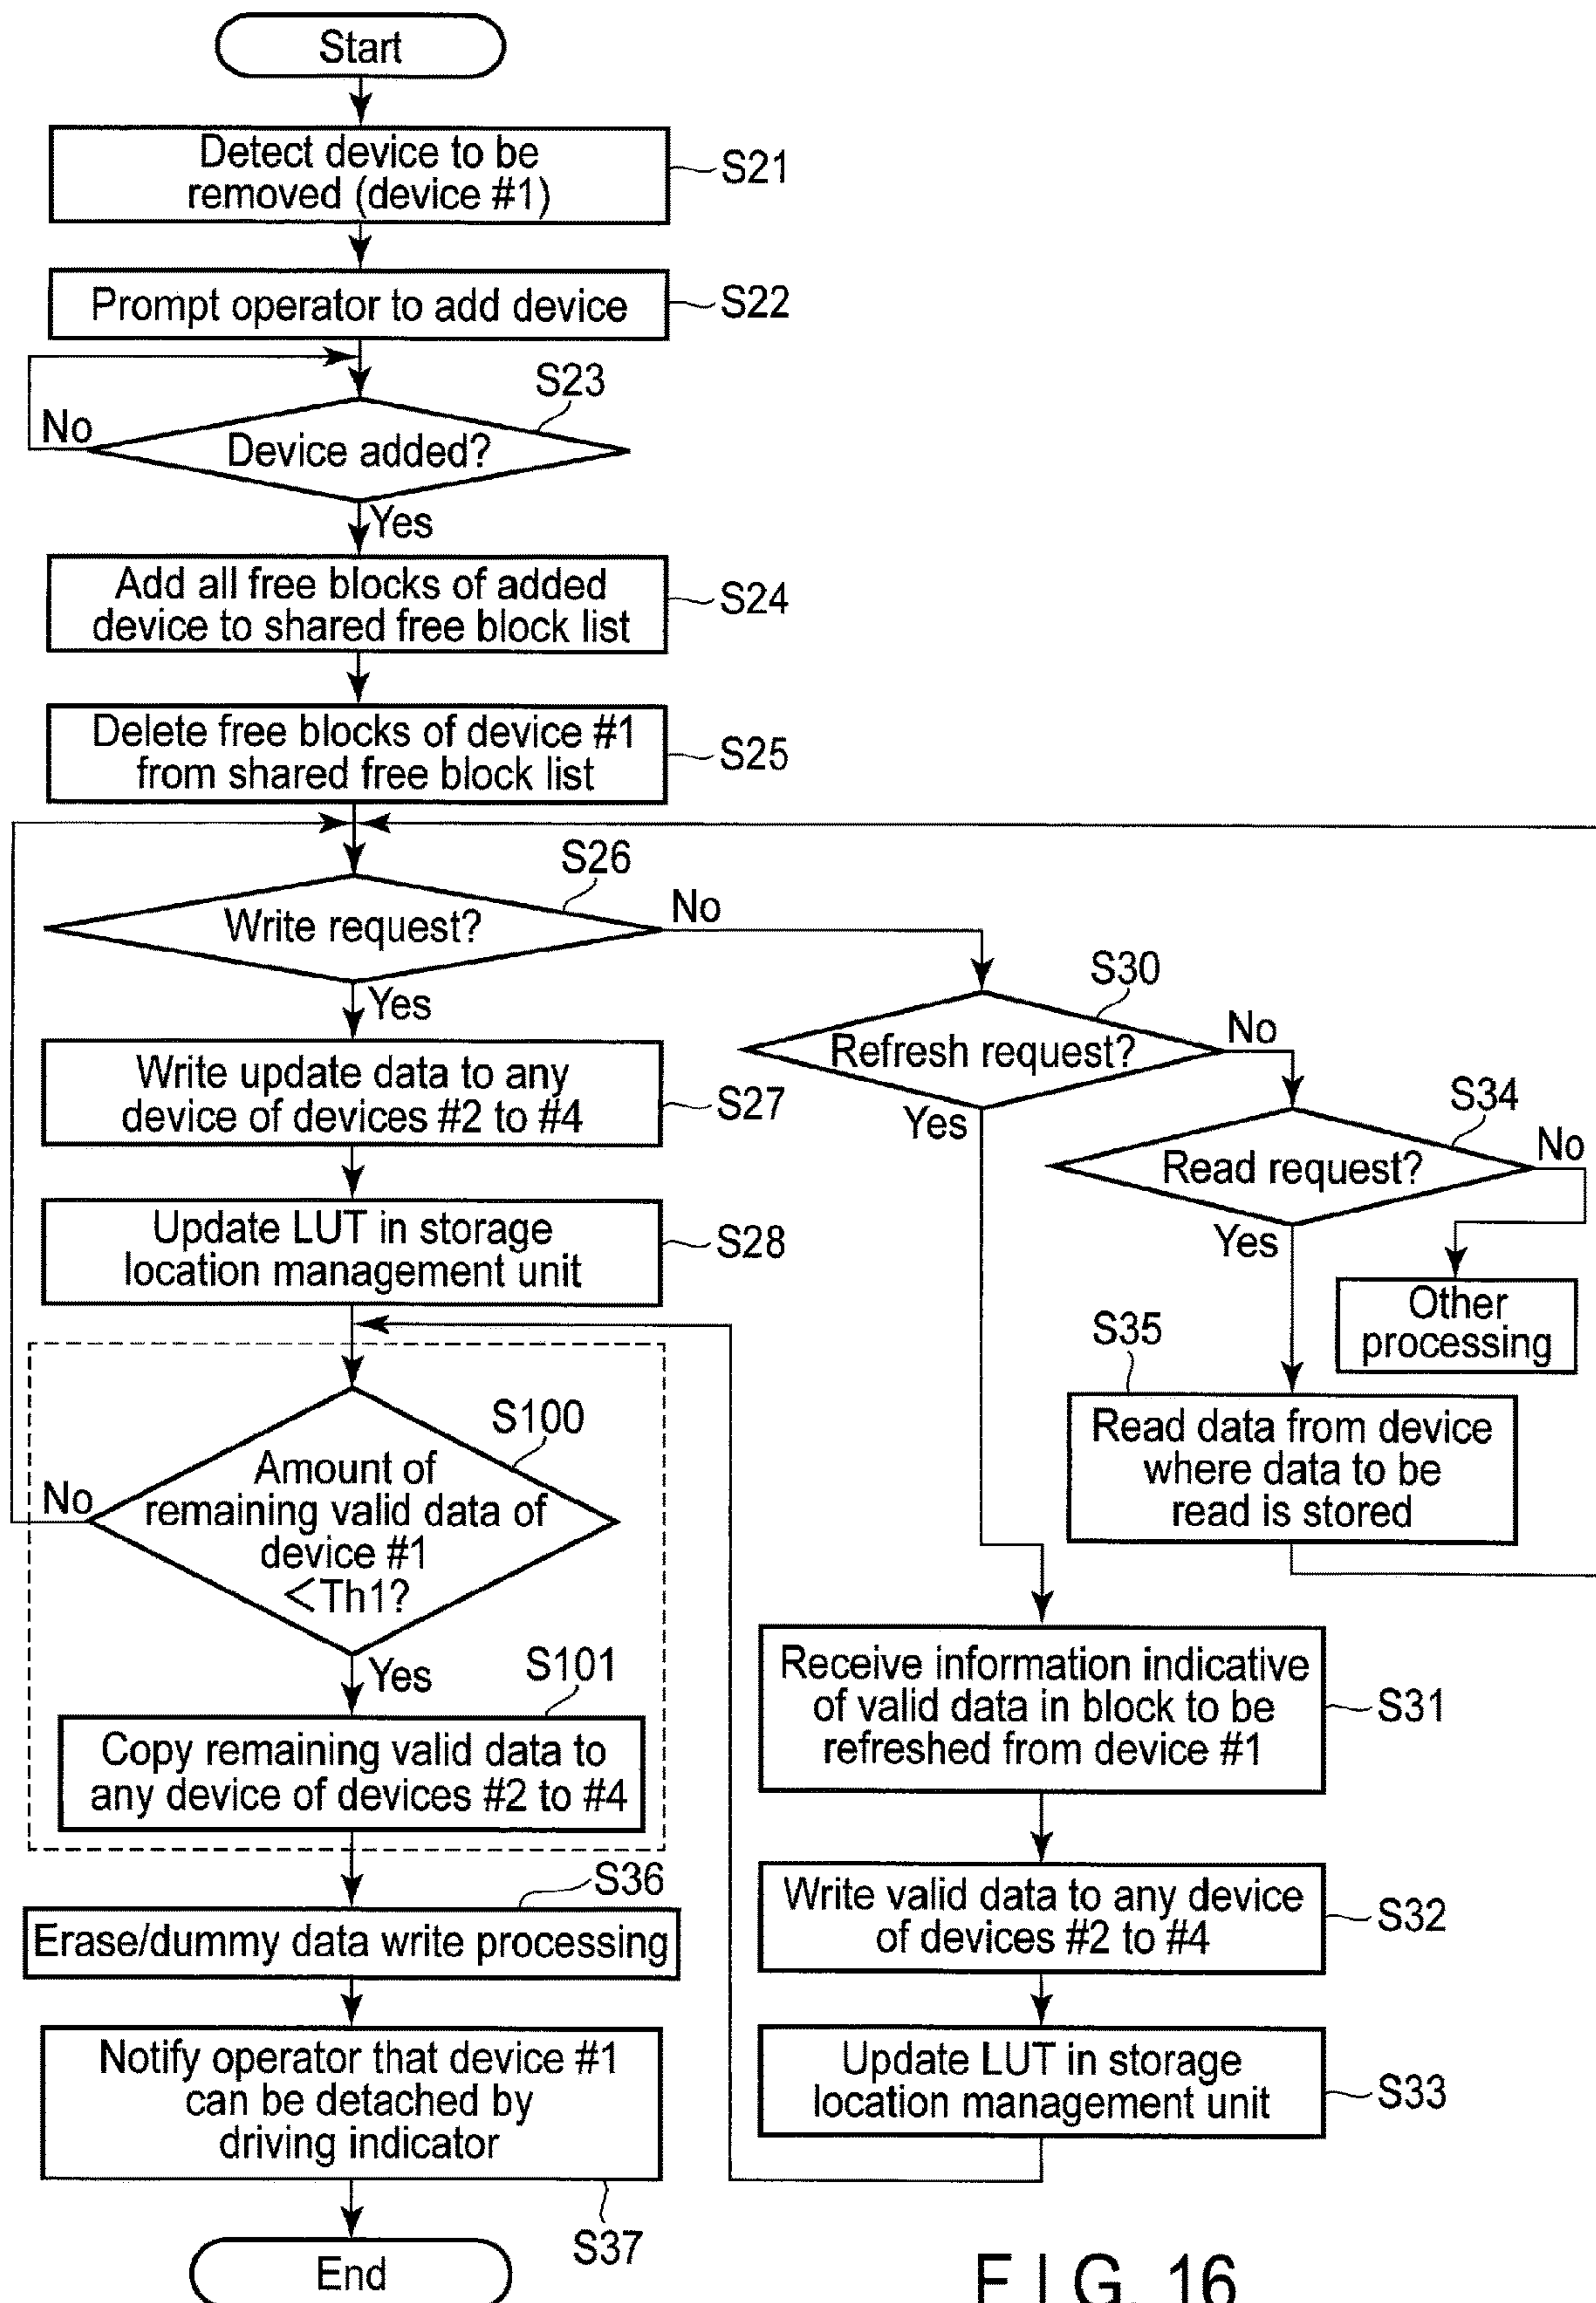 Start
Detect device to be
removed (device #1)
S21
Prompt operator to add device
S22
S23
No
Device added?
Yes
Add all free blocks of added
device to shared free block list
S24
Delete free blocks of device #1
from shared free block list
S25
S26
Write request?
No
Yes
S30
Refresh request?
No
Yes
Write update data to any
device of devices #2 to #4
S27
S34
Read request?
No
Yes
Update LUT in storage
location management unit
S28
Other
processing
S35
Read data from device
where data to be
read is stored
S100
Amount of
remaining valid data of
device #1
<Th1?
No
Yes
S101
Copy remaining valid data to
any device of devices #2 to #4
Receive information indicative
of valid data in block to be
refreshed from device #1
S31
S36
Erase/dummy data write processing
Write valid data to any device
of devices #2 to #4
S32
Notify operator that device #1
can be detached by
driving indicator
S37
Update LUT in storage
location management unit
S33
End
FIG. 16